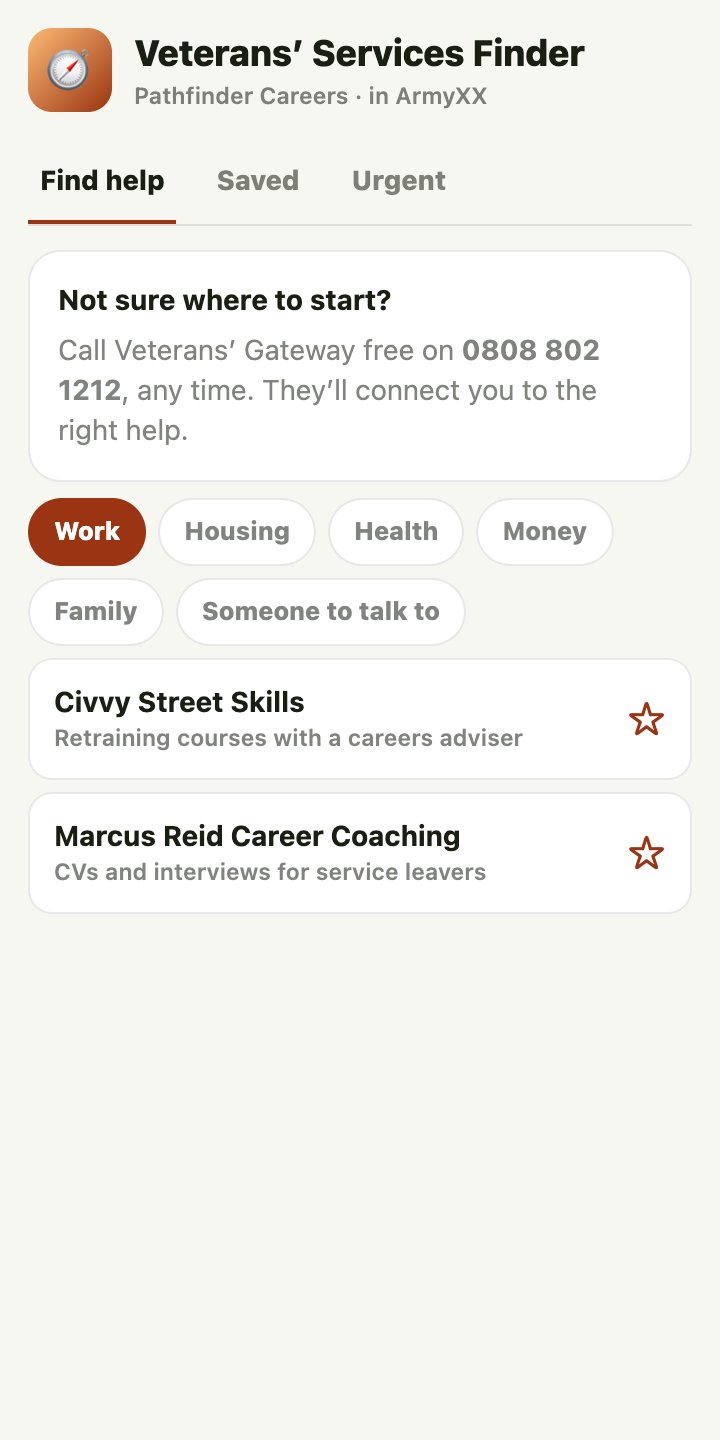 Veterans’ Services Finder
Pathfinder Careers · in ArmyXX
Find help
Saved
Urgent
Not sure where to start?
Call Veterans’ Gateway free on 0808 802
1212, any time. They’ll connect you to the
right help.
Work
Housing
Health
Money
Family
Someone to talk to
Civvy Street Skills
Retraining courses with a careers adviser
Marcus Reid Career Coaching
CVs and interviews for service leavers